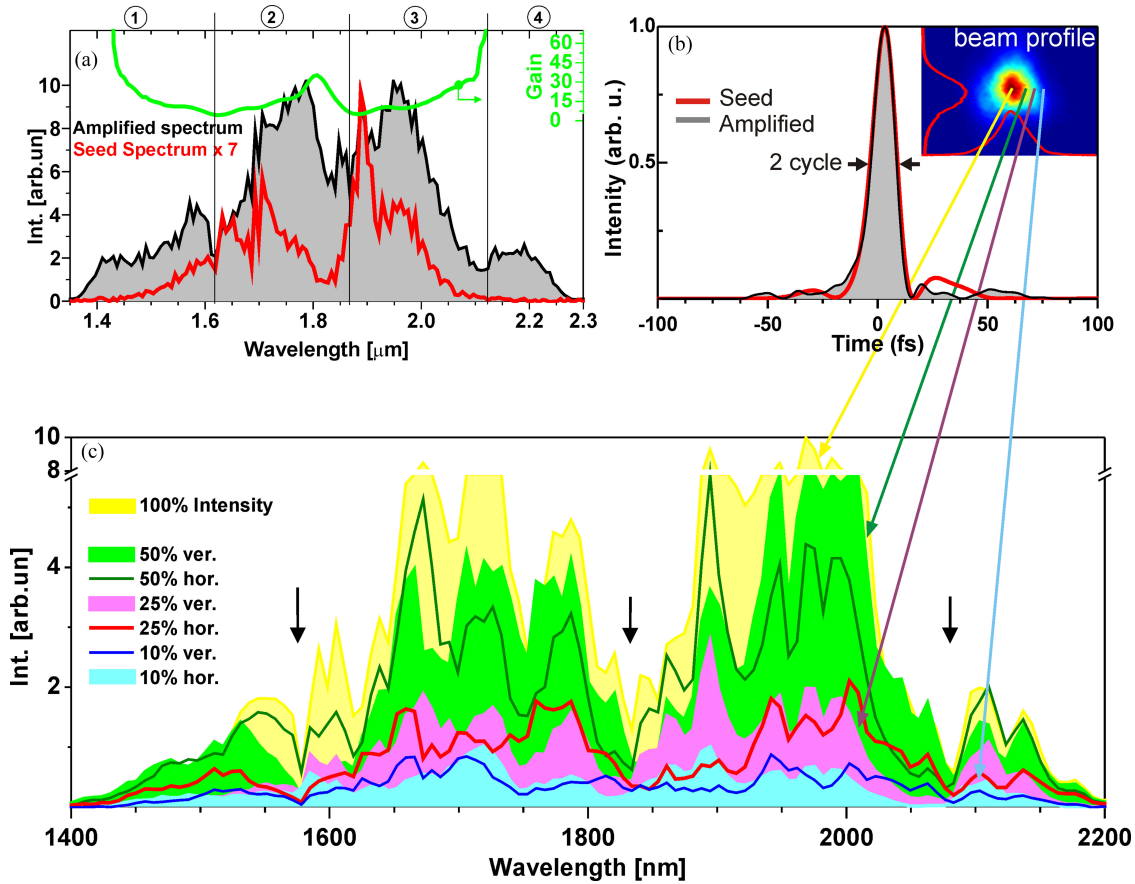 ① ② ③ ④
(a)
Gain
60
45
30
15
0
Int. [arb.un]
10
8
6
4
2
0
Amplified spectrum
Seed Spectrum x 7
1.4 1.6 1.8 2.0 2.2 2.3
Wavelength [μm]
(b)
beam profile
Intenity (arb. u.)
1.0
0.5
Seed
Amplified
2 cycle
-100 -50 0 50 100
Time (fs)
(c)
Int. [arb.un]
10
8
4
2
100% Intensity
50% ver.
50% hor.
25% ver.
25% hor.
10% ver.
10% hor.
1400 1600 1800 2000 2200
Wavelength [nm]